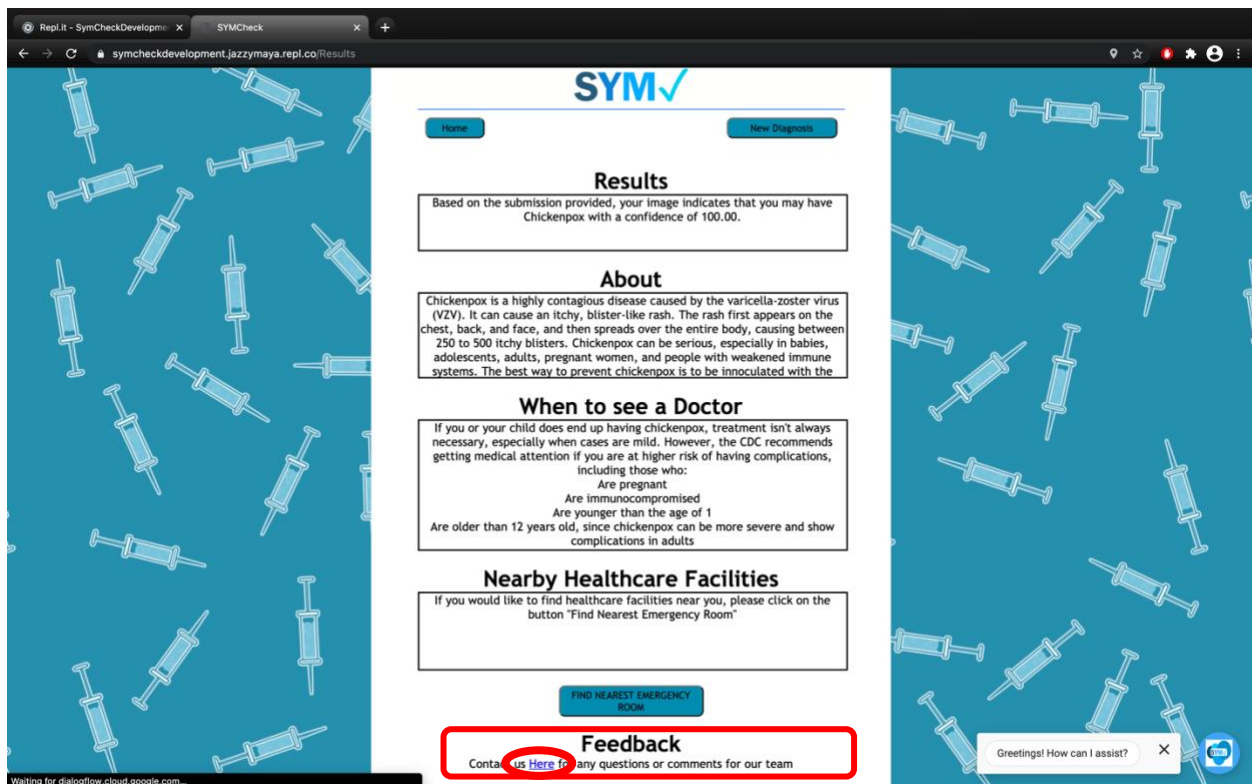 Repl.it - SymCheckDevelopme
SYMCheck
symcheckdevelopment.jazzymaya.repl.co/Results
SYM✓
Home
New Diagnosis
Results
Based on the submission provided, your image indicates that you may have
Chickenpox with a confidence of 100.00.
About
Chickenpox is a highly contagious disease caused by the varicella-zoster virus
(VZV). It can cause an itchy, blister-like rash. The rash first appears on the
chest, back, and face, and then spreads over the entire body, causing between
250 to 500 itchy blisters. Chickenpox can be serious, especially in babies,
adolescents, adults, pregnant women, and people with weakened immune
systems. The best way to prevent chickenpox is to be innoculated with the
When to see a Doctor
If you or your child does end up having chickenpox, treatment isn't always
necessary, especially when cases are mild. However, the CDC recommends
getting medical attention if you are at higher risk of having complications,
including those who:
Are pregnant
Are immunocompromised
Are younger than the age of 1
Are older than 12 years old, since chickenpox can be more severe and show
complications in adults
Nearby Healthcare Facilities
If you would like to find healthcare facilities near you, please click on the
button "Find Nearest Emergency Room"
FIND NEAREST EMERGENCY
ROOM
Feedback
Contact us Here for any questions or comments for our team
Greetings! How can I assist?
SYM
Waiting for dialogflow.cloud.google.com...